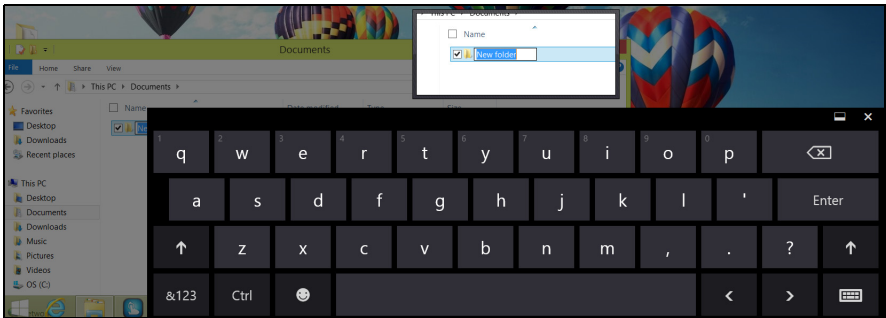 This PC › Documents ›
Name
New folder
Documents
File Home Share View
This PC › Documents ›
Name Date modified Type Size
Favorites
Desktop
Downloads
Recent places
This PC
Desktop
Documents
Downloads
Music
Pictures
Videos
OS (C:)
1 2 3 4 5 6 7 8 9 0
q w e r t y u i o p
a s d f g h j k l ' Enter
z x c v b n m , . ?
&123 Ctrl < >